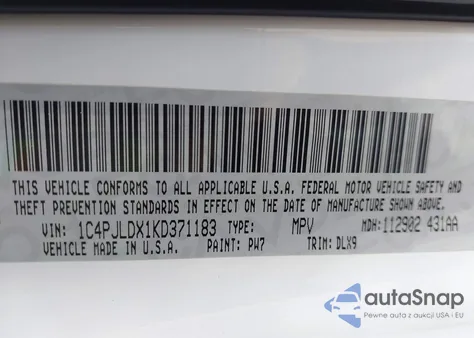 THIS VEHICLE CONFORMS TO ALL APPLICABLE U.S.A. FEDERAL MOTOR VEHICLE SAFETY AND
THEFT PREVENTION STANDARDS IN EFFECT ON THE DATE OF MANUFACTURE SHOWN ABOVE.
VIN: 1C4PJLDX1KD371183 TYPE: MPV MDH:112902 431AA
VEHICLE MADE IN U.S.A. PAINT: PW7 TRIM: DLX9
autoSnap
Pewne auta z aukcji USA i EU